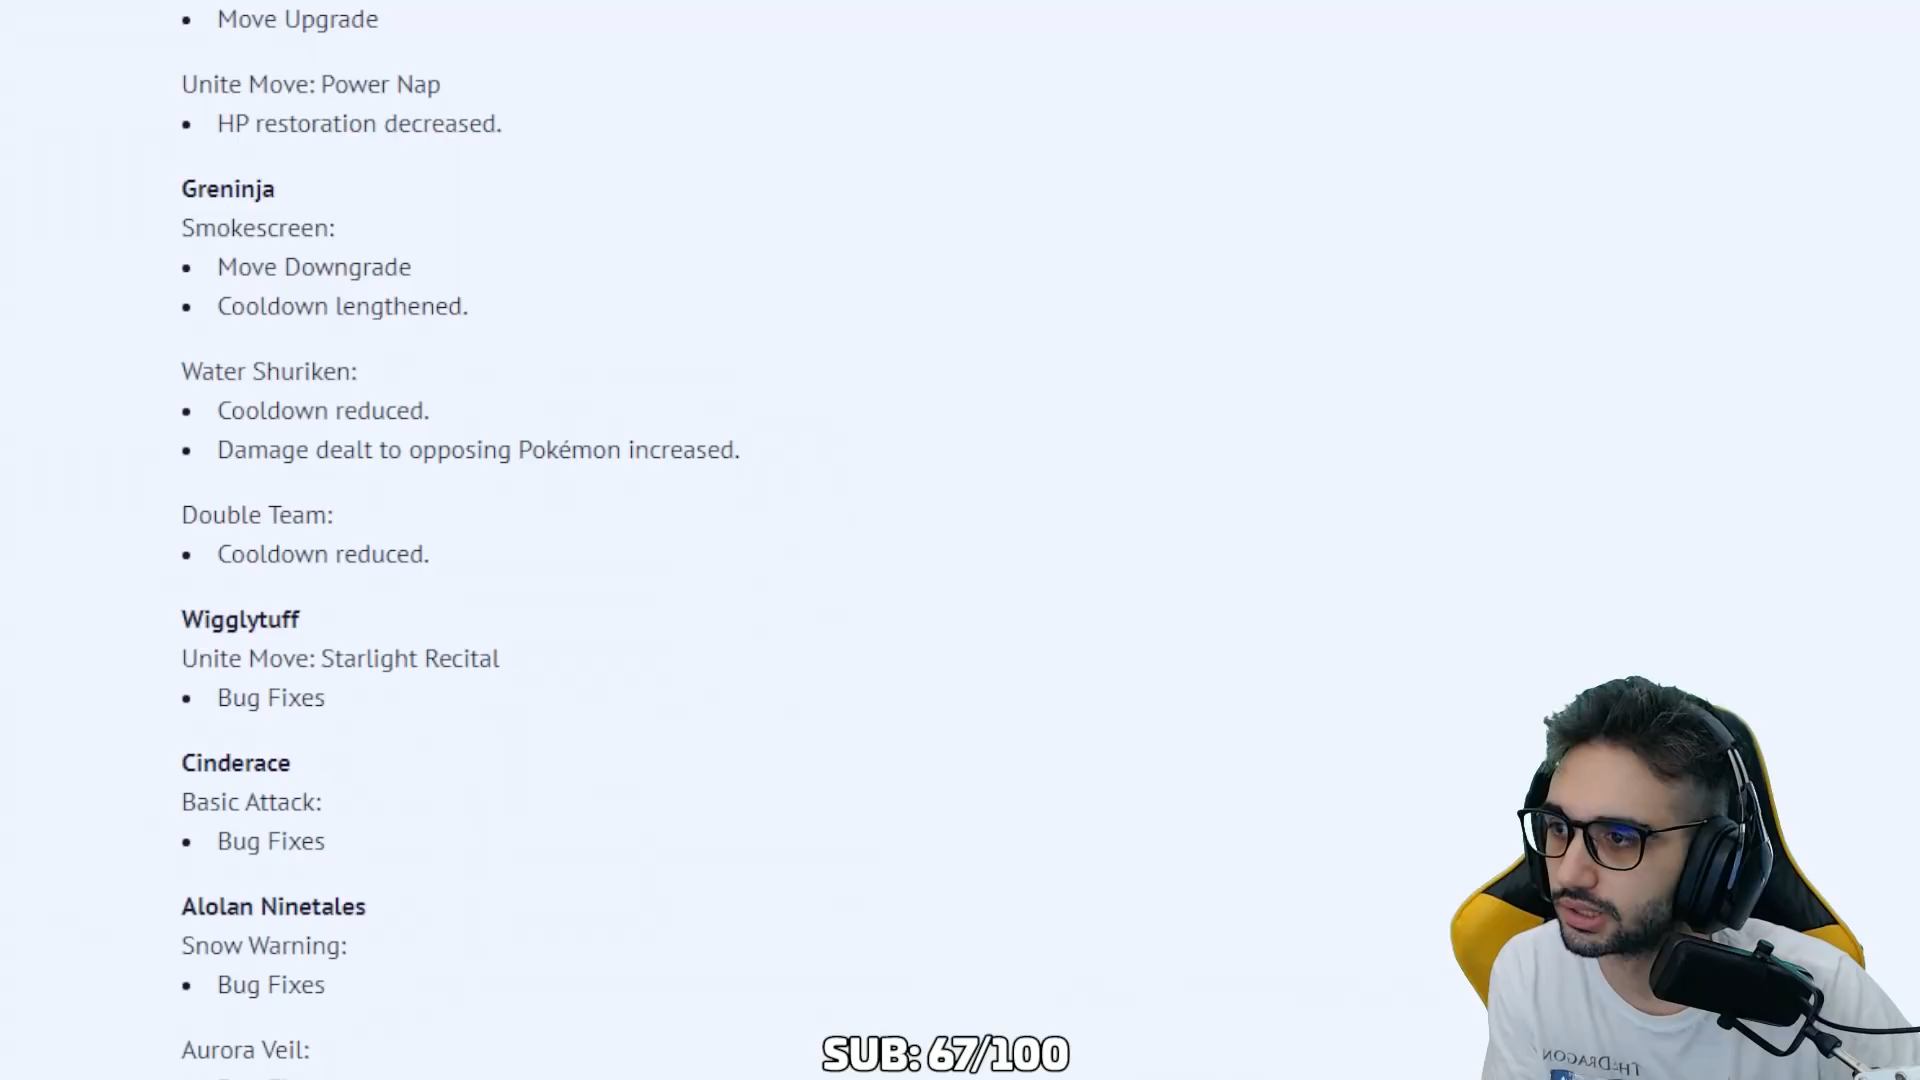 • Move Upgrade
Unite Move: Power Nap
• HP restoration decreased.
Greninja
Smokescreen:
• Move Downgrade
• Cooldown lengthened.
Water Shuriken:
• Cooldown reduced.
• Damage dealt to opposing Pokémon increased.
Double Team:
• Cooldown reduced.
Wigglytuff
Unite Move: Starlight Recital
• Bug Fixes
Cinderace
Basic Attack:
• Bug Fixes
Alolan Ninetales
Snow Warning:
• Bug Fixes
Aurora Veil:
SUB: 67/100
THE DRAGON